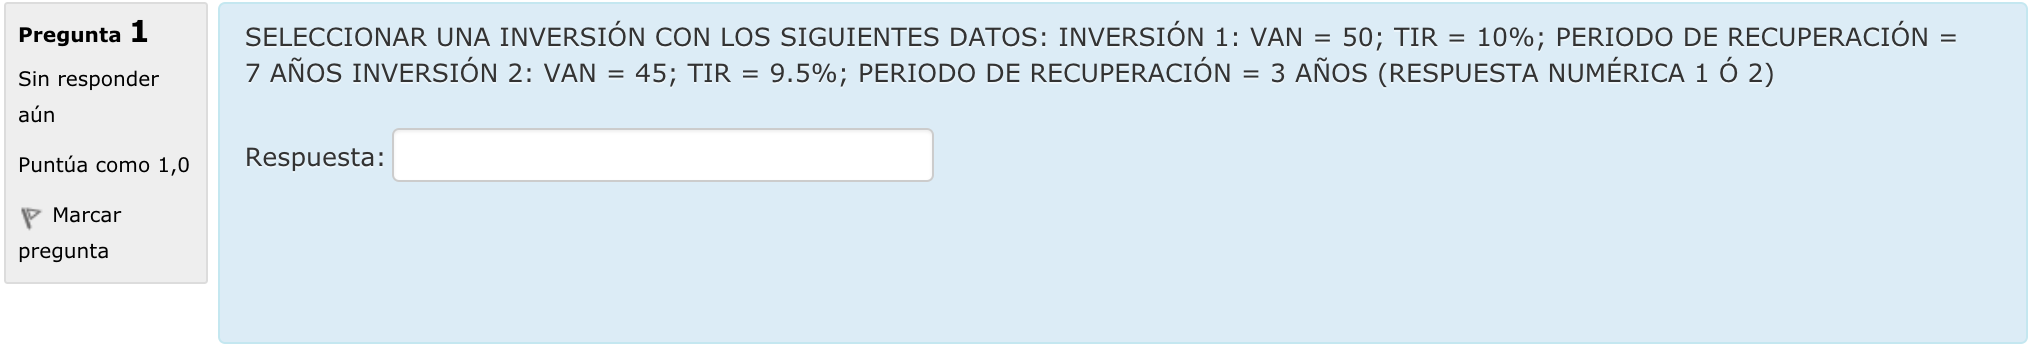 Pregunta 1
Sin responder
aún
Puntúa como 1,0
Marcar
pregunta
SELECCIONAR UNA INVERSIÓN CON LOS SIGUIENTES DATOS: INVERSIÓN 1: VAN = 50; TIR = 10%; PERIODO DE RECUPERACIÓN =
7 AÑOS INVERSIÓN 2: VAN = 45; TIR = 9.5%; PERIODO DE RECUPERACIÓN = 3 AÑOS (RESPUESTA NUMÉRICA 1 Ó 2)
Respuesta: